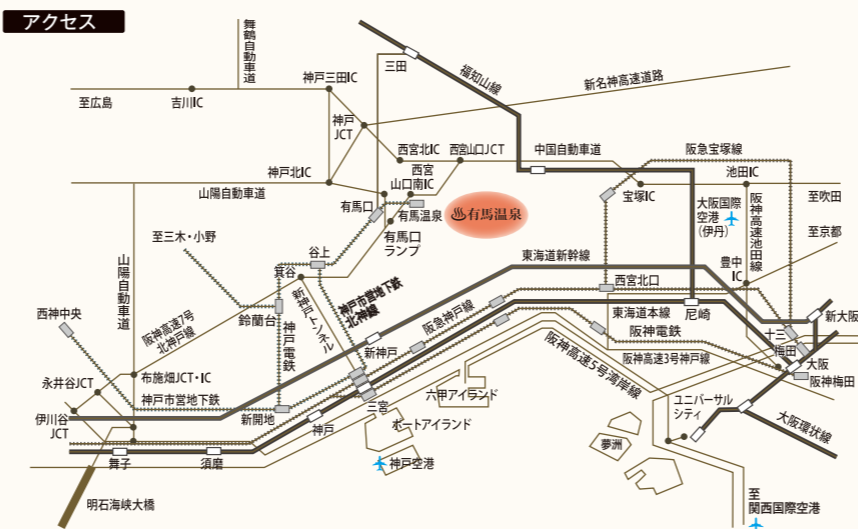 アクセス
舞鶴自動車道
三田
福知山線
新名神高速道路
神戸三田IC
至広島
吉川IC
神戸
JCT
西宮北IC
西宮山口JCT
中国自動車道
阪急宝塚線
池田IC
神戸北IC
山陽自動車道
西宮
山口南IC
宝塚IC
大阪国際
空港
(伊丹)
阪神高速池田線
至吹田
有馬口
有馬温泉
有馬温泉
有馬口
ランプ
至京都
至三木・小野
谷上
東海道新幹線
豊中
IC
山陽自動車道
箕谷
新神戸トンネル
神戸市営地下鉄
北神線
西宮北口
西神中央
阪神高速7号
北神戸線
鈴蘭台
神戸電鉄
阪急神戸線
東海道本線
尼崎
新大阪
新神戸
阪神電鉄
十三
梅田
大阪
永井谷JCT
布施畑JCT・IC
神戸市営地下鉄
阪神高速5号湾岸線
阪神高速3号神戸線
阪神梅田
伊川谷
JCT
新開地
三宮
六甲アイランド
ユニバーサル
シティ
神戸
ポートアイランド
大阪環状線
舞子
須磨
神戸空港
夢洲
明石海峡大橋
至
関西国際空港